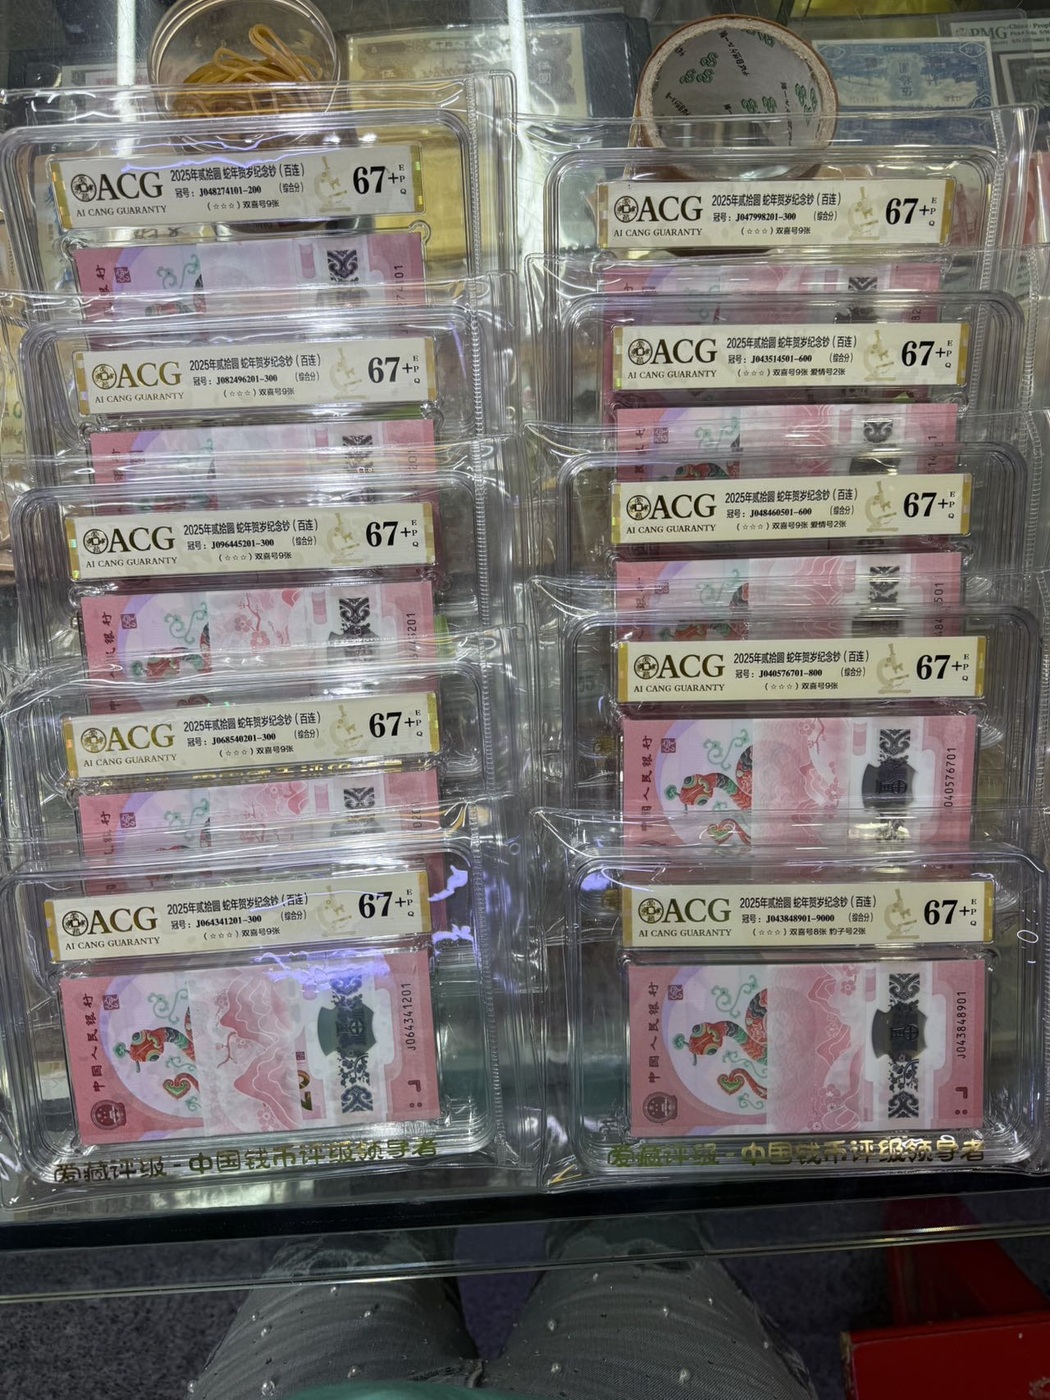 ACG
AI CANG GUARANTY
2025年贰拾圆 蛇年贺岁纪念钞 (百连)
冠号: J048274101-200 (综合分)
(☆☆☆) 双喜号9张
67+
EPQ
ACG
AI CANG GUARANTY
2025年贰拾圆 蛇年贺岁纪念钞 (百连)
冠号: J082496201-300 (综合分)
(☆☆☆) 双喜号9张
67+
EPQ
ACG
AI CANG GUARANTY
2025年贰拾圆 蛇年贺岁纪念钞 (百连)
冠号: J096445201-300 (综合分)
(☆☆☆) 双喜号9张
67+
EPQ
ACG
AI CANG GUARANTY
2025年贰拾圆 蛇年贺岁纪念钞 (百连)
冠号: J068540201-300 (综合分)
(☆☆☆) 双喜号9张
67+
EPQ
ACG
AI CANG GUARANTY
2025年贰拾圆 蛇年贺岁纪念钞 (百连)
冠号: J064341201-300 (综合分)
(☆☆☆) 双喜号9张
67+
EPQ
中国人民银行
J064341201
爱藏评级-中国钱币评级领导者
ACG
AI CANG GUARANTY
2025年贰拾圆 蛇年贺岁纪念钞 (百连)
冠号: J047998201-300 (综合分)
(☆☆☆) 双喜号9张
67+
EPQ
ACG
AI CANG GUARANTY
2025年贰拾圆 蛇年贺岁纪念钞 (百连)
冠号: J043514501-600 (综合分)
(☆☆☆) 双喜号9张 爱情号2张
67+
EPQ
ACG
AI CANG GUARANTY
2025年贰拾圆 蛇年贺岁纪念钞 (百连)
冠号: J048460501-600 (综合分)
(☆☆☆) 双喜号9张 爱情号2张
67+
EPQ
ACG
AI CANG GUARANTY
2025年贰拾圆 蛇年贺岁纪念钞 (百连)
冠号: J040576701-800 (综合分)
(☆☆☆) 双喜号9张
67+
EPQ
中国人民银行
040576701
ACG
AI CANG GUARANTY
2025年贰拾圆 蛇年贺岁纪念钞 (百连)
冠号: J043848901-9000 (综合分)
(☆☆☆) 双喜号8张 豹子号2张
67+
EPQ
中国人民银行
J043848901
爱藏评级-中国钱币评级领导者
PMG